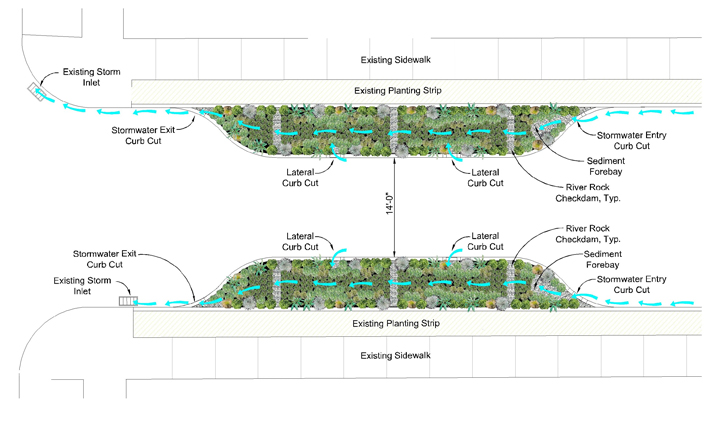 Existing Sidewalk
Existing Storm
Inlet
Existing Planting Strip
Stormwater Exit
Curb Cut
Stormwater Entry
Curb Cut
Sediment
Forebay
Lateral
Curb Cut
Lateral
Curb Cut
River Rock
Checkdam, Typ.
14'-0"
Lateral
Curb Cut
Lateral
Curb Cut
River Rock
Checkdam, Typ.
Stormwater Exit
Curb Cut
Sediment
Forebay
Existing Storm
Inlet
Stormwater Entry
Curb Cut
Existing Planting Strip
Existing Sidewalk